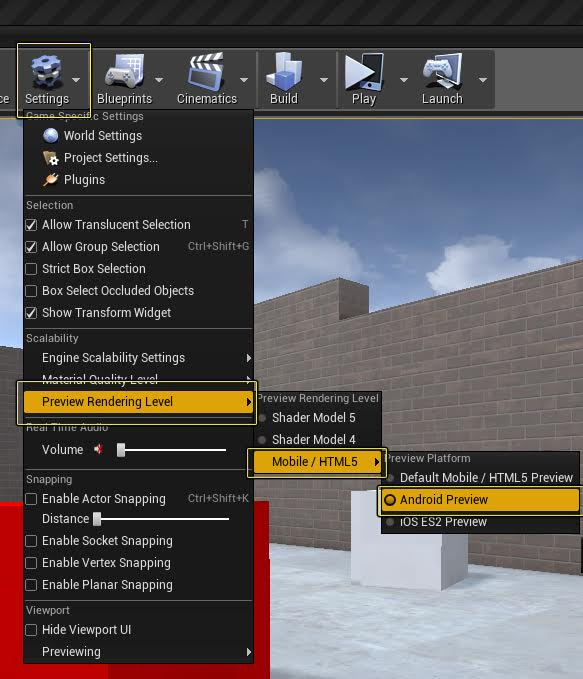 ce Settings Blueprints Cinematics Build Play Launch
Game Specific Settings
World Settings
Project Settings...
Plugins
Selection
Allow Translucent Selection T
Allow Group Selection Ctrl+Shift+G
Strict Box Selection
Box Select Occluded Objects
Show Transform Widget
Scalability
Engine Scalability Settings
Material Quality Level
Preview Rendering Level
Real Time Audio
Volume
Snapping
Enable Actor Snapping Ctrl+Shift+K
Distance
Enable Socket Snapping
Enable Vertex Snapping
Enable Planar Snapping
Viewport
Hide Viewport UI
Previewing
Preview Rendering Level
Shader Model 5
Shader Model 4
Mobile / HTML5
Preview Platform
Default Mobile / HTML5 Preview
Android Preview
iOS ES2 Preview